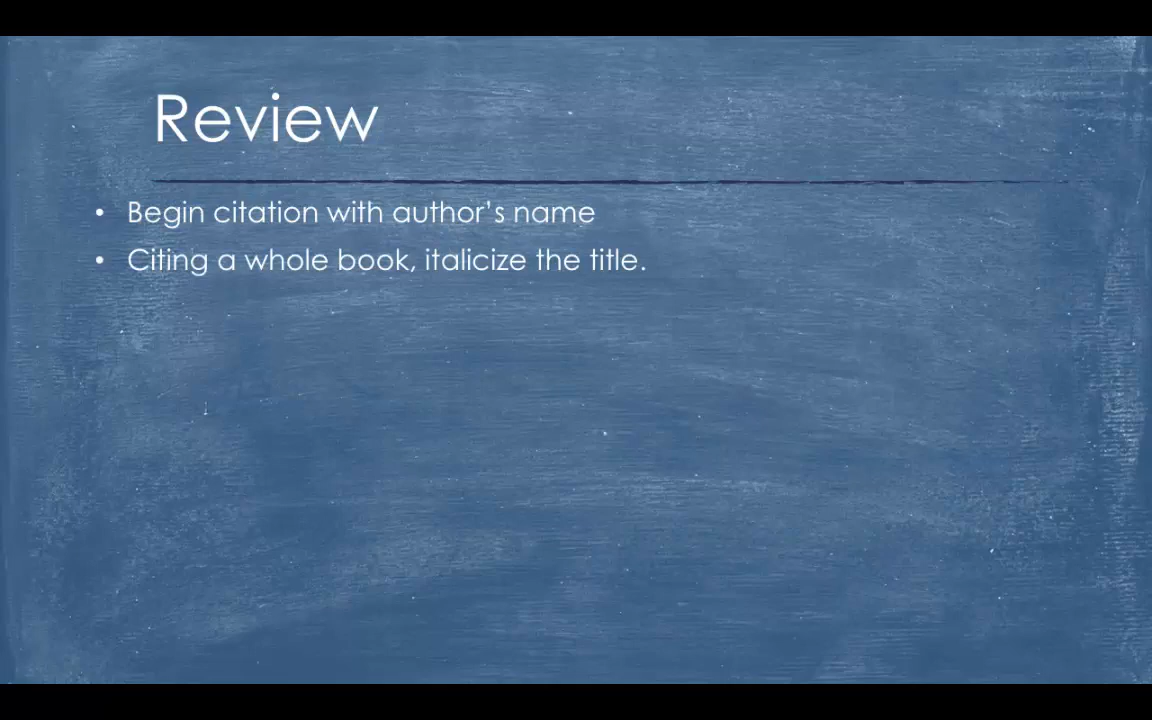 Review
• Begin citation with author’s name
• Citing a whole book, italicize the title.